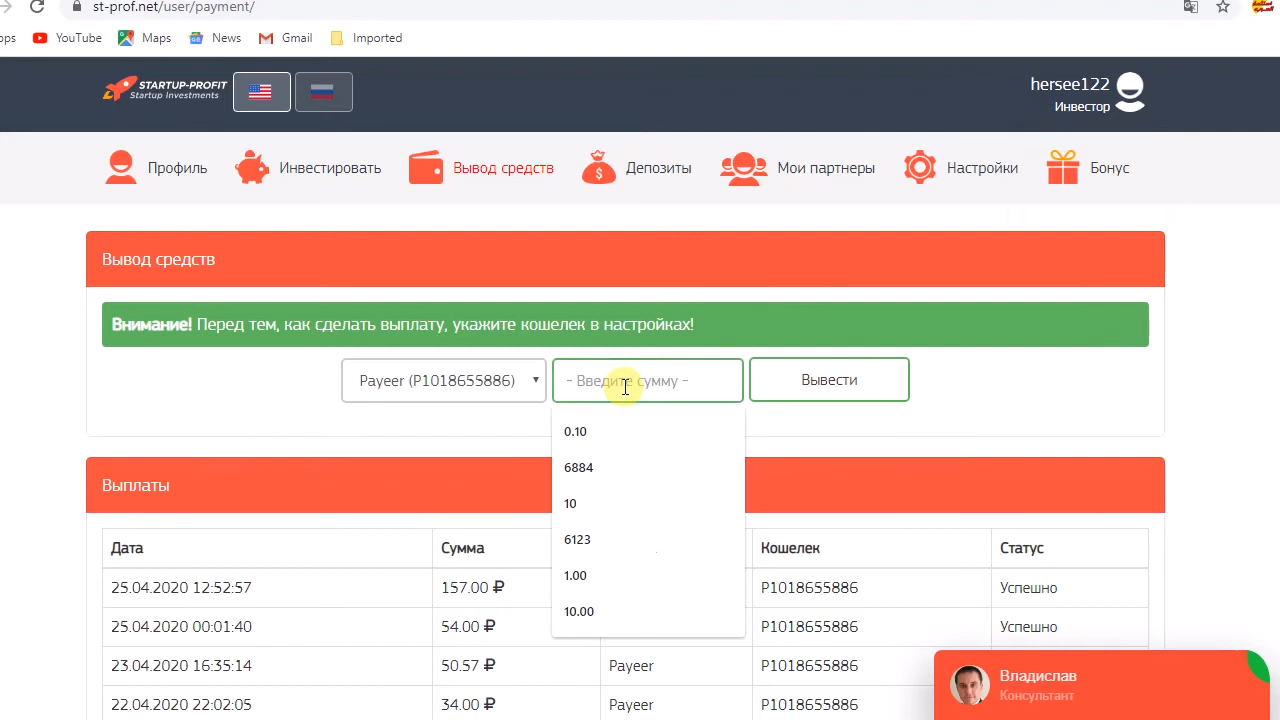 st-prof.net/user/payment/
ops YouTube Maps News Gmail Imported
STARTUP-PROFIT
Startup Investments
hersee122
Инвестор
Профиль Инвестировать Вывод средств Депозиты Мои партнеры Настройки Бонус
Вывод средств
Внимание! Перед тем, как сделать выплату, укажите кошелек в настройках!
Payeer (P1018655886) - Введите сумму - Вывести
0.10
6884
10
6123
1.00
10.00
Выплаты
Дата Сумма Кошелек Статус
25.04.2020 12:52:57 157.00 ₽ P1018655886 Успешно
25.04.2020 00:01:40 54.00 ₽ P1018655886 Успешно
23.04.2020 16:35:14 50.57 ₽ Payeer P1018655886
22.04.2020 22:02:05 34.00 ₽ Payeer P1018655886
Владислав
Консультант